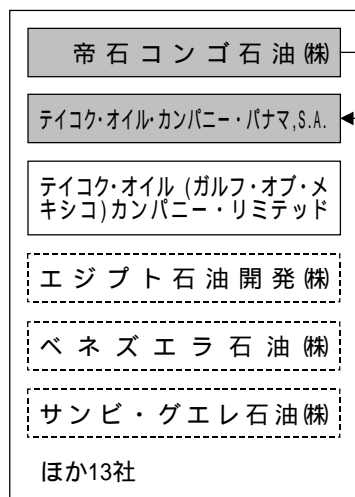 帝石コンゴ石油㈱
テイコク・オイル・カンパニー・パナマ,S.A.
テイコク・オイル (ガルフ・オブ・メ
キシコ)カンパニー・リミテッド
エジプト石油開発㈱
ベネズエラ石油㈱
サンビ・グエレ石油㈱
ほか13社